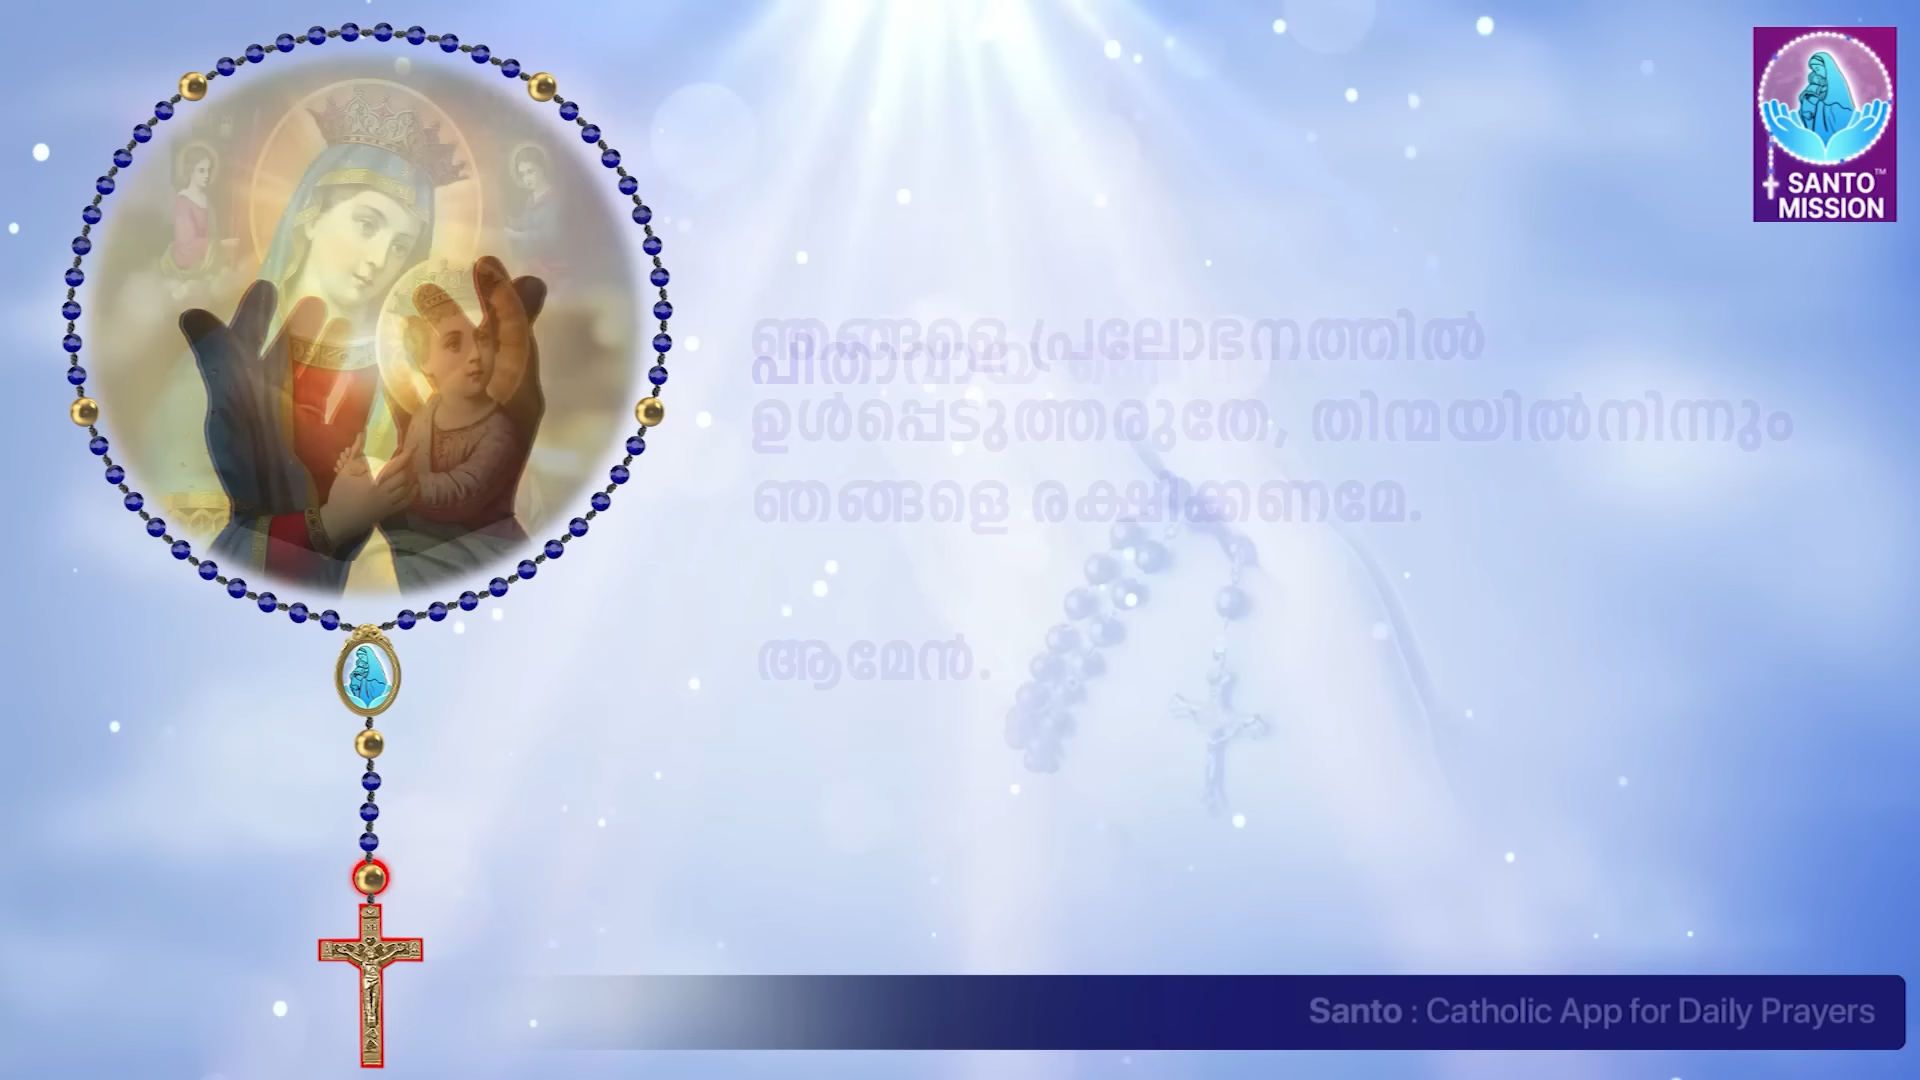 SANTO™
MISSION
ഞങ്ങളെ പ്രലോഭനത്തിൽ
പിതാവായ
ഉൾപ്പെടുത്തരുതേ, തിന്മയിൽനിന്നും
ഞങ്ങളെ രക്ഷിക്കണമേ.
ആമേൻ.
Santo : Catholic App for Daily Prayers